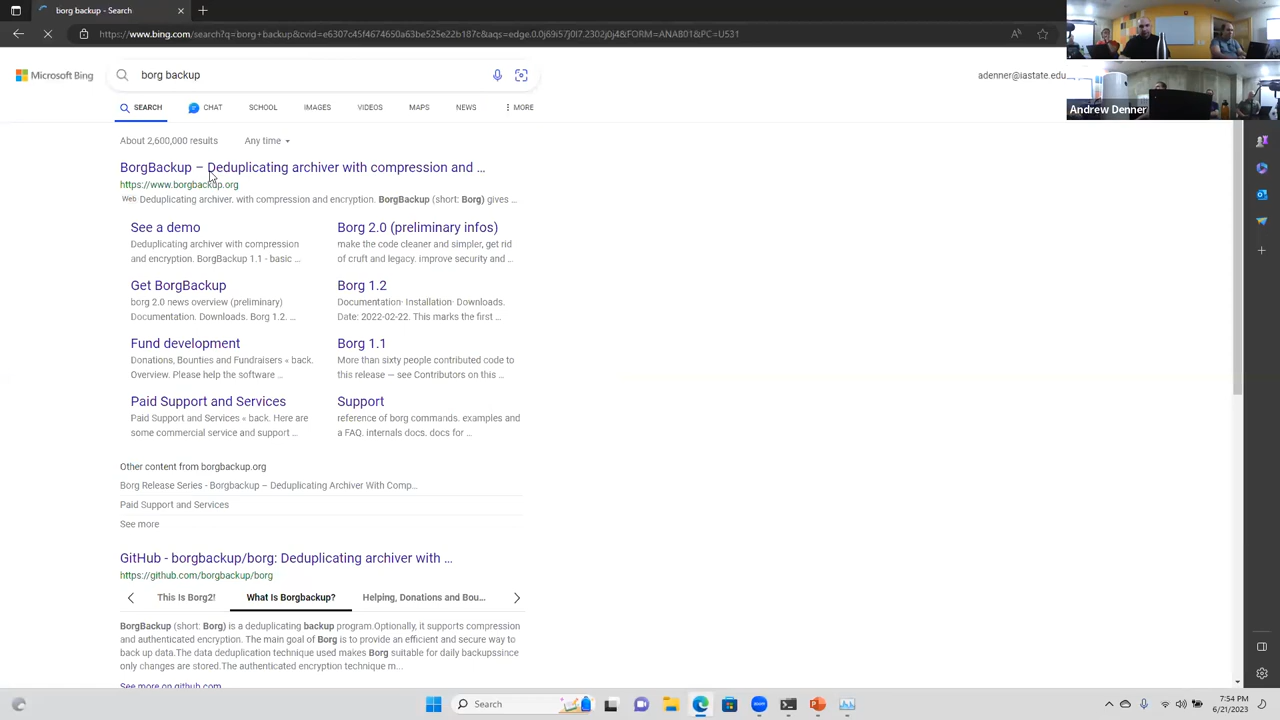 https://www.bing.com/search?q=borg+backup&cvid=e6307c45f4674650a63be525e22b187c&aqs=edge.0.0j69i57j0l7.2302j0j4&FORM=ANAB01&PC=U531
Microsoft Bing
borg backup
adenner@iastate.edu
Andrew Denner
SEARCH
CHAT
SCHOOL
IMAGES
VIDEOS
MAPS
NEWS
MORE
About 2,600,000 results
Any time
BorgBackup – Deduplicating archiver with compression and ...
https://www.borgbackup.org
Web Deduplicating archiver. with compression and encryption. BorgBackup (short: Borg) gives ...
See a demo
Deduplicating archiver with compression
and encryption. BorgBackup 1.1 - basic ...
Borg 2.0 (preliminary infos)
make the code cleaner and simpler, get rid
of cruft and legacy. improve security and ...
Get BorgBackup
borg 2.0 news overview (preliminary)
Documentation. Downloads. Borg 1.2. ...
Borg 1.2
Documentation· Installation· Downloads.
Date: 2022-02-22. This marks the first ...
Fund development
Donations, Bounties and Fundraisers « back.
Overview. Please help the software ...
Borg 1.1
More than sixty people contributed code to
this release — see Contributors on this ...
Paid Support and Services
Paid Support and Services « back. Here are
some commercial service and support ...
Support
reference of borg commands. examples and
a FAQ. internals docs. docs for ...
Other content from borgbackup.org
Borg Release Series - Borgbackup – Deduplicating Archiver With Comp...
Paid Support and Services
See more
GitHub - borgbackup/borg: Deduplicating archiver with ...
https://github.com/borgbackup/borg
This Is Borg2!
What Is Borgbackup?
Helping, Donations and Bou...
BorgBackup (short: Borg) is a deduplicating backup program.Optionally, it supports compression
and authenticated encryption. The main goal of Borg is to provide an efficient and secure way to
back up data.The data deduplication technique used makes Borg suitable for daily backupssince
only changes are stored.The authenticated encryption technique m...
See more on github.com
Search
7:54 PM
6/21/2023